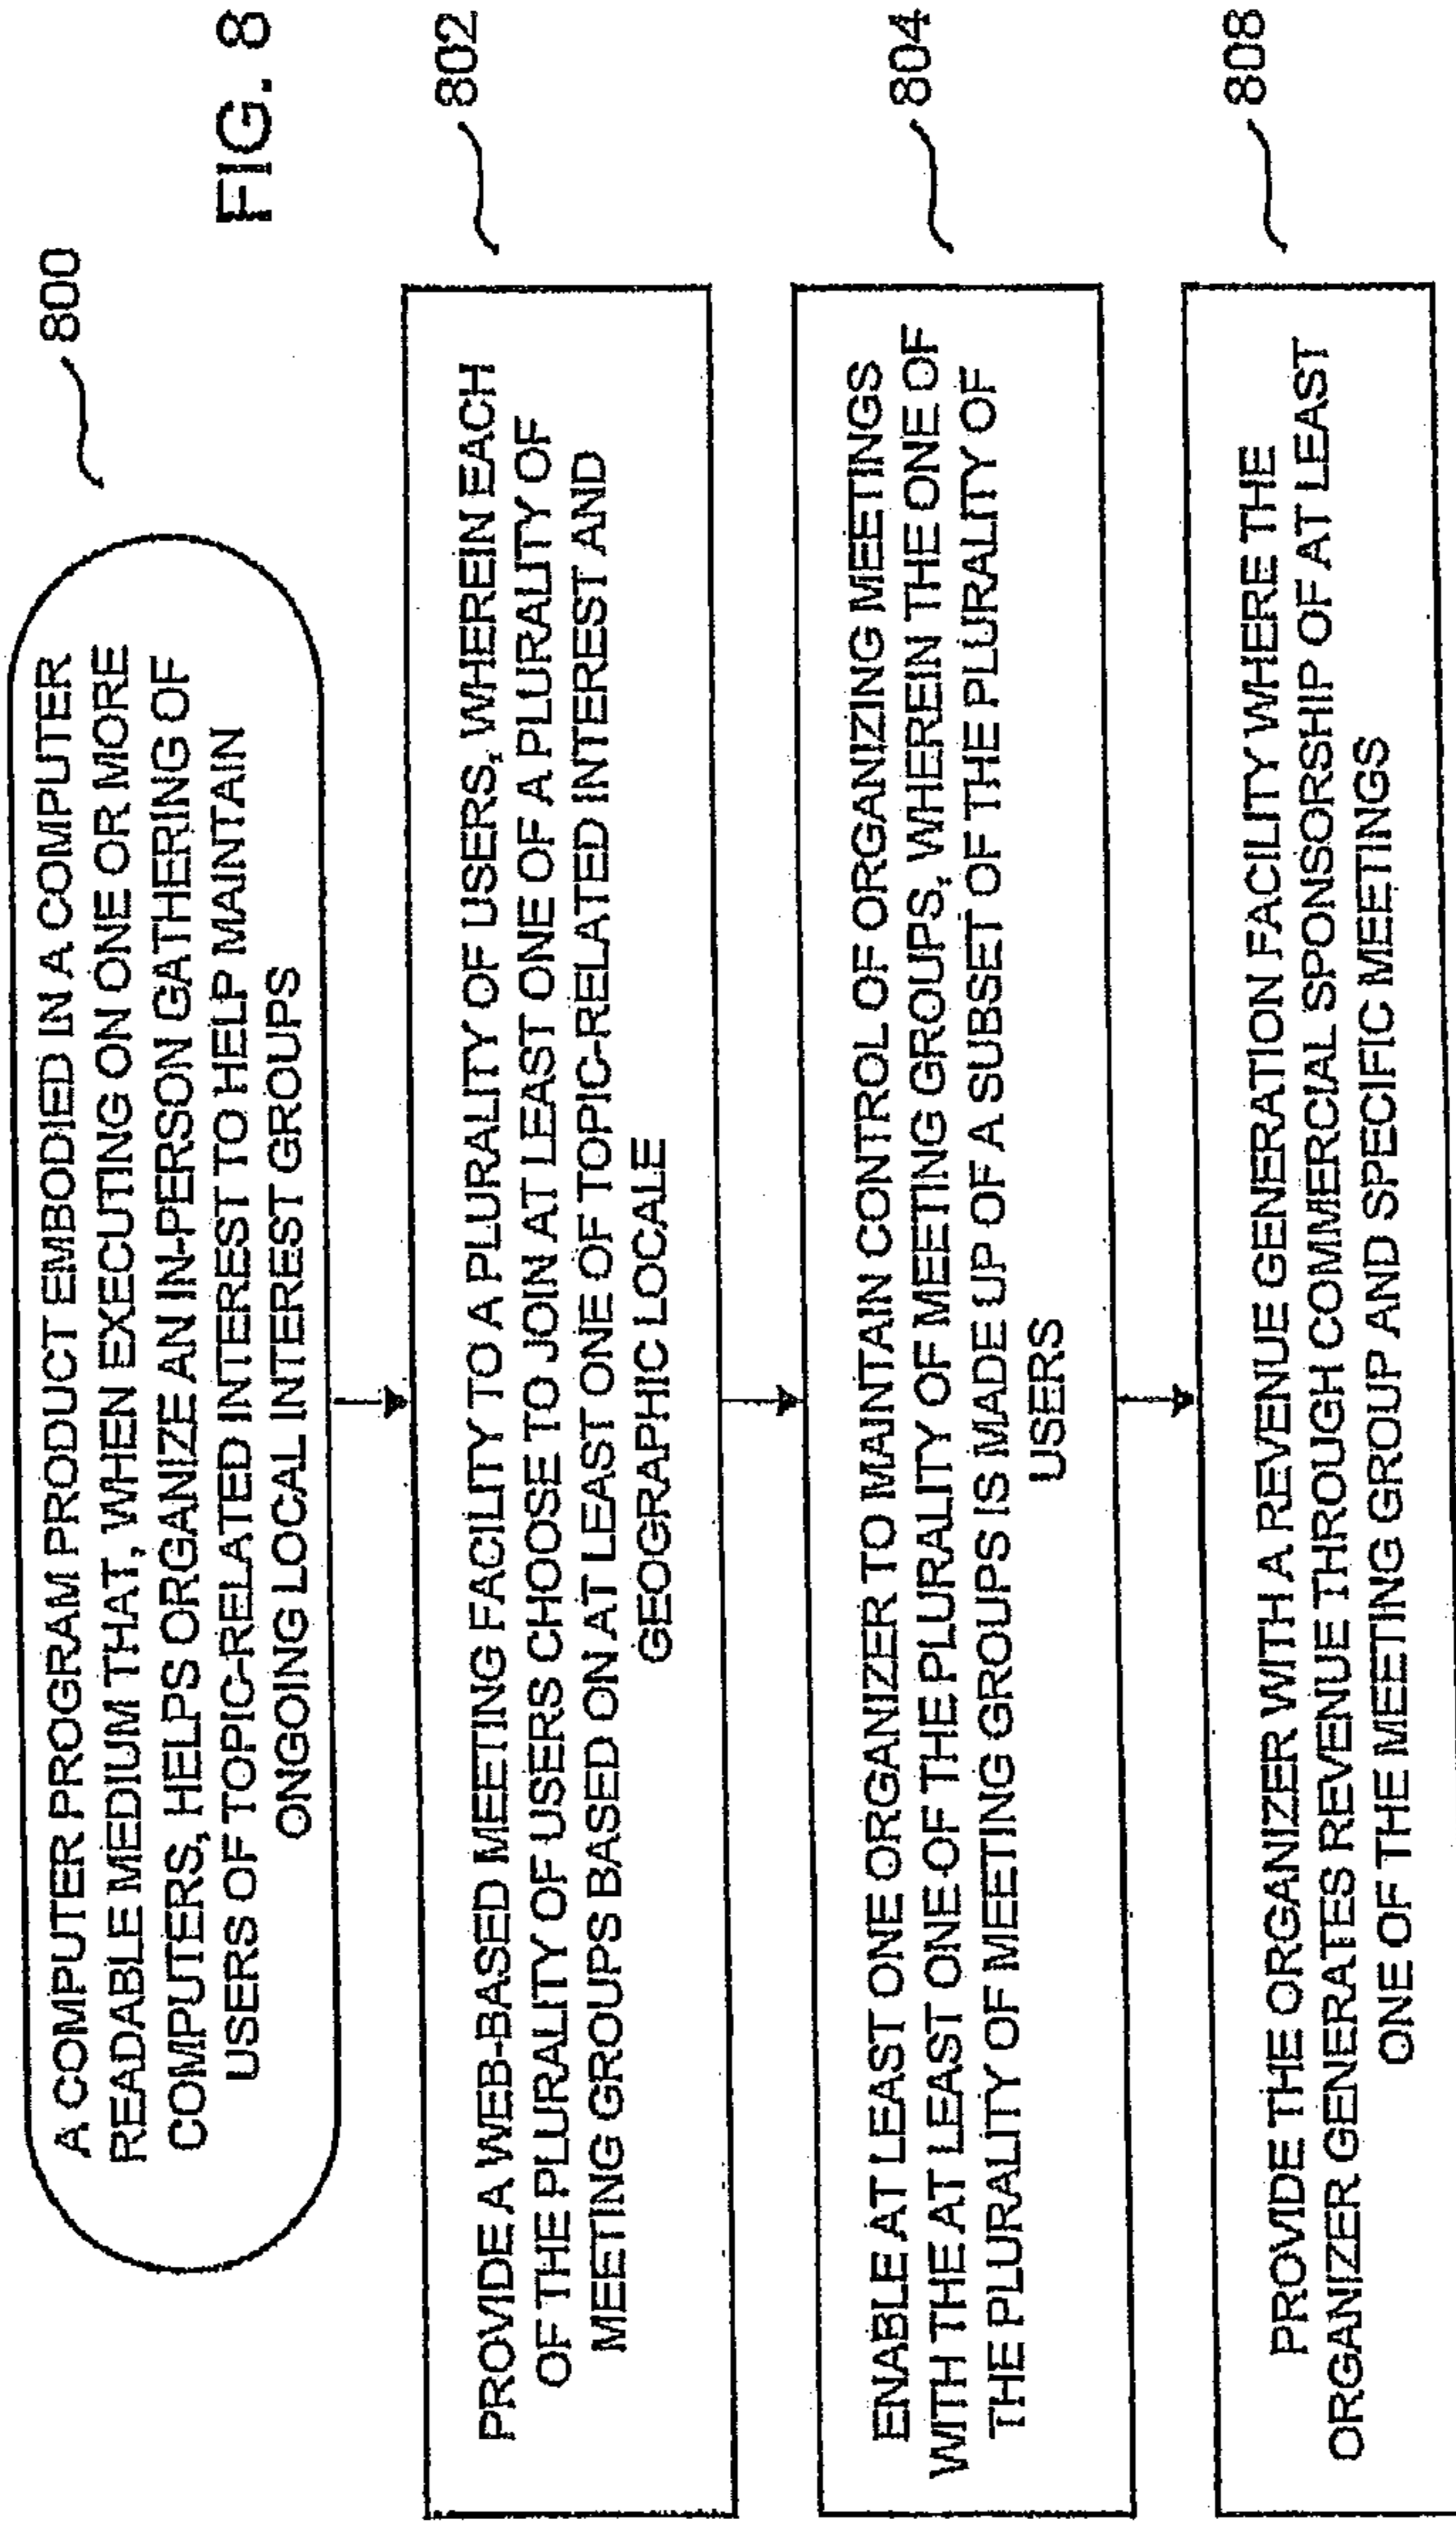 FIG. 8
800
A COMPUTER PROGRAM PRODUCT EMBODIED IN A COMPUTER
READABLE MEDIUM THAT, WHEN EXECUTING ON ONE OR MORE
COMPUTERS, HELPS ORGANIZE AN IN-PERSON GATHERING OF
USERS OF TOPIC-RELATED INTEREST TO HELP MAINTAIN
ONGOING LOCAL INTEREST GROUPS
802
PROVIDE A WEB-BASED MEETING FACILITY TO A PLURALITY OF USERS, WHEREIN EACH
OF THE PLURALITY OF USERS CHOOSE TO JOIN AT LEAST ONE OF A PLURALITY OF
MEETING GROUPS BASED ON AT LEAST ONE OF TOPIC-RELATED INTEREST AND
GEOGRAPHIC LOCALE
804
ENABLE AT LEAST ONE ORGANIZER TO MAINTAIN CONTROL OF ORGANIZING MEETINGS
WITH THE AT LEAST ONE OF THE PLURALITY OF MEETING GROUPS, WHEREIN THE ONE OF
THE PLURALITY OF MEETING GROUPS IS MADE UP OF A SUBSET OF THE PLURALITY OF
USERS
808
PROVIDE THE ORGANIZER WITH A REVENUE GENERATION FACILITY WHERE THE
ORGANIZER GENERATES REVENUE THROUGH COMMERCIAL SPONSORSHIP OF AT LEAST
ONE OF THE MEETING GROUP AND SPECIFIC MEETINGS